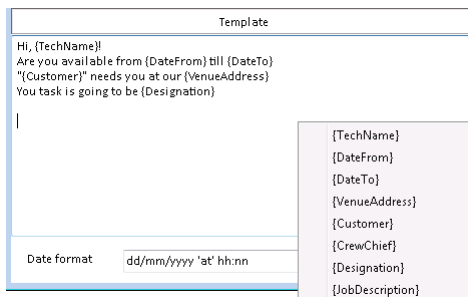 Template
Hi, {TechName}!
Are you available from {DateFrom} till {DateTo}
"{Customer}" needs you at our {VenueAddress}
You task is going to be {Designation}
{TechName}
{DateFrom}
{DateTo}
{VenueAddress}
{Customer}
{CrewChief}
{Designation}
{JobDescription}
Date format
dd/mm/yyyy 'at' hh:nn